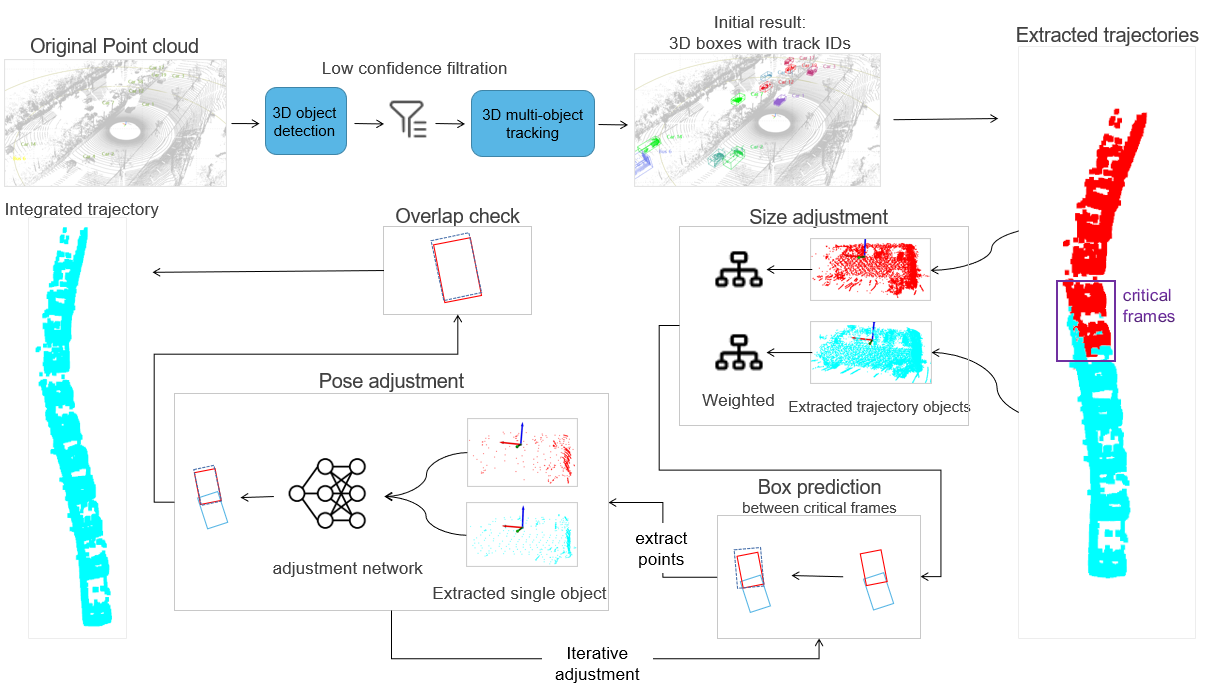 Original Point cloud
Low confidence filtration
3D object
detection
3D multi-object
tracking
Initial result:
3D boxes with track IDs
Extracted trajectories
Integrated trajectory
Overlap check
Size adjustment
critical
frames
Weighted
Extracted trajectory objects
Pose adjustment
adjustment network
Extracted single object
extract
points
Box prediction
between critical frames
Iterative
adjustment